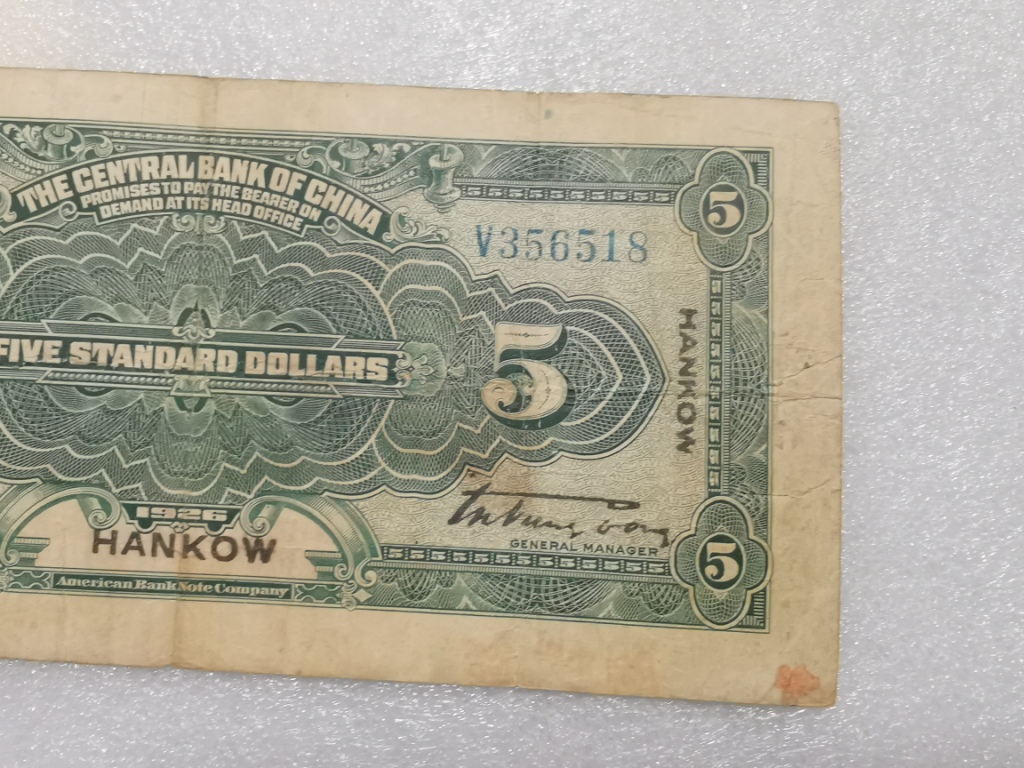 THE CENTRAL BANK OF CHINA
PROMISES TO PAY THE BEARER ON
DEMAND AT ITS HEAD OFFICE
V356518
5
5
HANKOW
FIVE STANDARD DOLLARS
1926
HANKOW
GENERAL MANAGER
5
American Bank Note Company